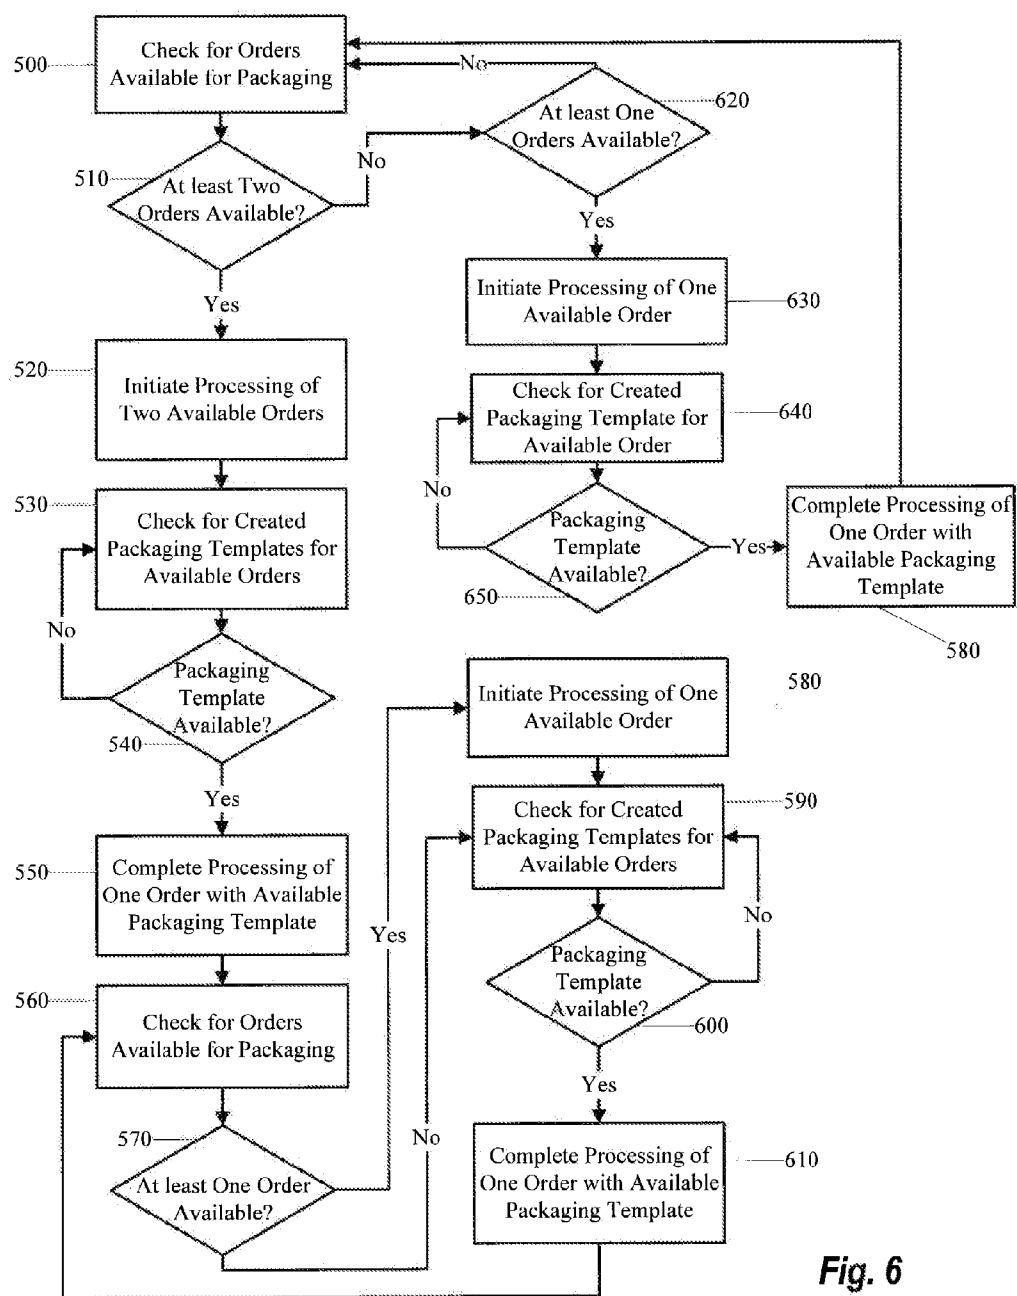 500
Check for Orders
Available for Packaging
No
620
At least One
Orders Available?
No
510
At least Two
Orders Available?
Yes
Yes
Initiate Processing of One
Available Order
630
520
Initiate Processing of
Two Available Orders
Check for Created
Packaging Template for
Available Order
640
No
530
Check for Created
Packaging Templates for
Available Orders
Packaging
Template
Available?
650
Yes
Complete Processing of
One Order with
Available Packaging
Template
580
No
Packaging
Template
Available?
540
Yes
Initiate Processing of One
Available Order
580
Check for Created
Packaging Templates for
Available Orders
590
550
Complete Processing of
One Order with Available
Packaging Template
Yes
No
Packaging
Template
Available?
600
560
Check for Orders
Available for Packaging
Yes
570
At least One Order
Available?
No
Complete Processing of
One Order with Available
Packaging Template
610
Fig. 6